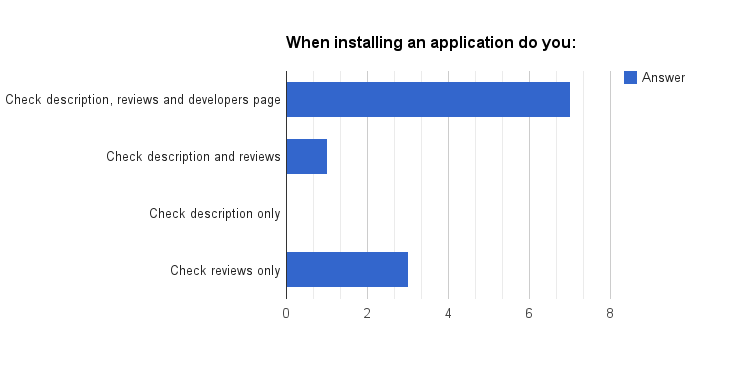 When installing an application do you:
Answer
Check description, reviews and developers page
Check description and reviews
Check description only
Check reviews only
0 2 4 6 8